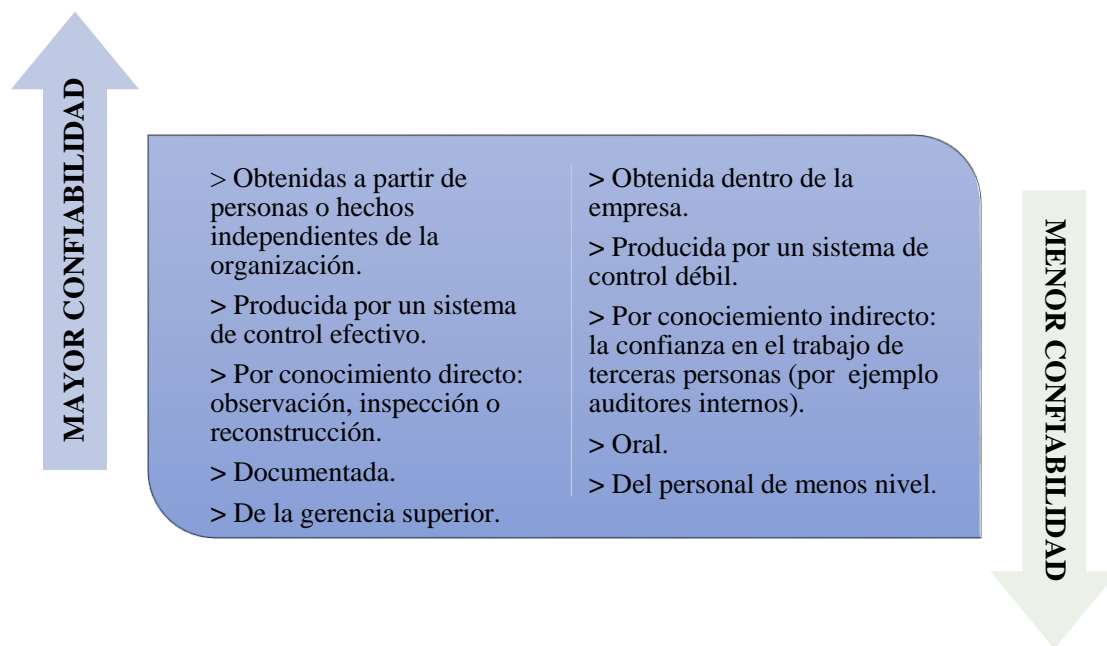 MAYOR CONFIABILIDAD
> Obtenidas a partir de
personas o hechos
independientes de la
organización.
> Producida por un sistema
de control efectivo.
> Por conocimiento directo:
observación, inspección o
reconstrucción.
> Documentada.
> De la gerencia superior.
> Obtenida dentro de la
empresa.
> Producida por un sistema de
control débil.
> Por conociemiento indirecto:
la confianza en el trabajo de
terceras personas (por ejemplo
auditores internos).
> Oral.
> Del personal de menos nivel.
MENOR CONFIABILIDAD